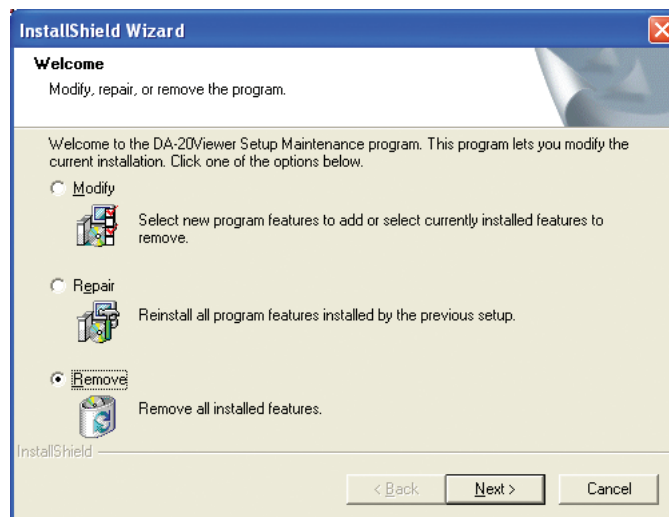 InstallShield Wizard
Welcome
Modify, repair, or remove the program.
Welcome to the DA-20Viewer Setup Maintenance program. This program lets you modify the
current installation. Click one of the options below.
Modify
Select new program features to add or select currently installed features to
remove.
Repair
Reinstall all program features installed by the previous setup.
Remove
Remove all installed features.
InstallShield
< Back
Next >
Cancel